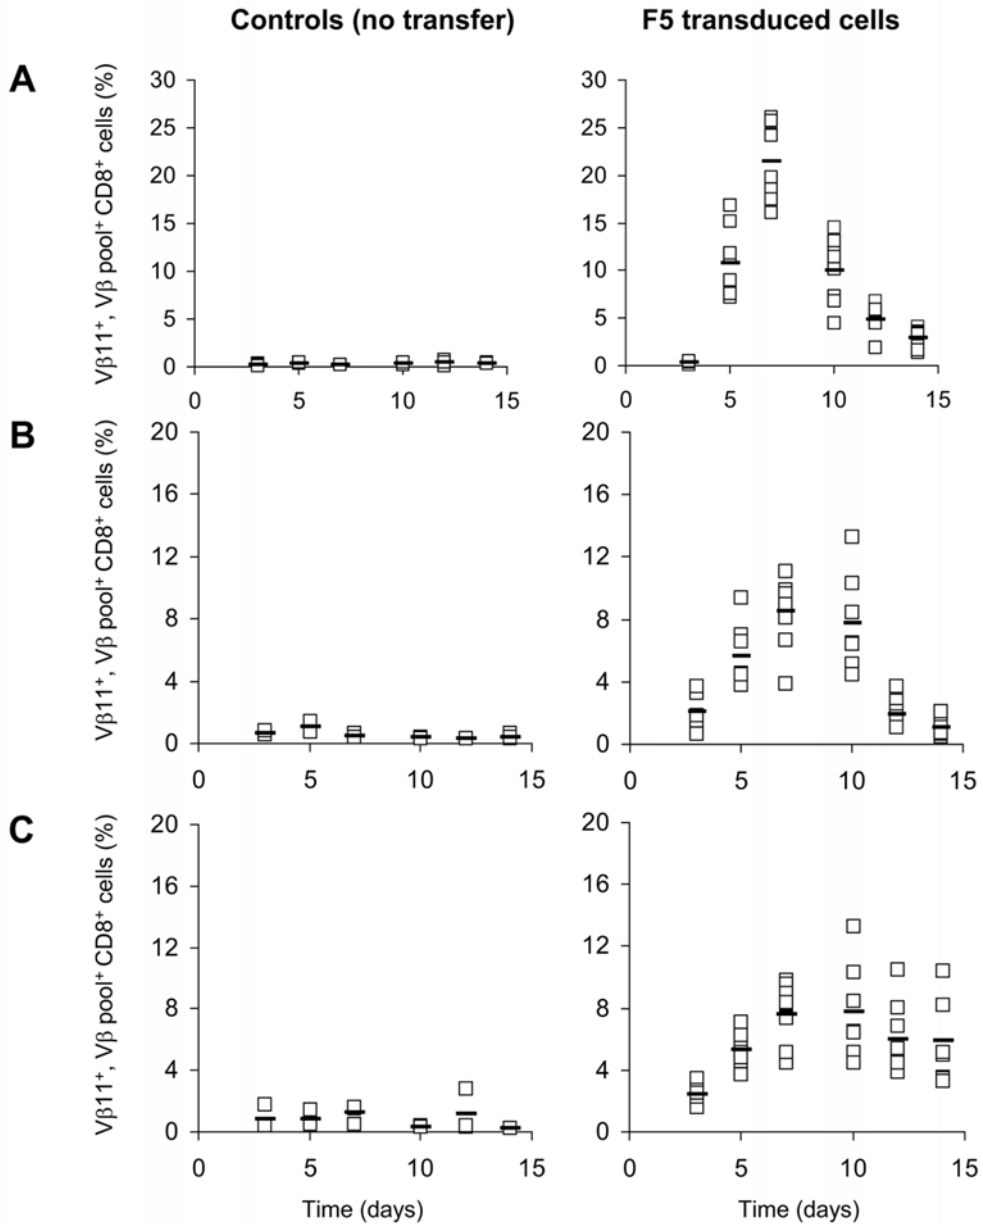 Controls (no transfer) F5 transduced cells
A
Vβ11⁺, Vβ pool⁺ CD8⁺ cells (%)
30 30
25 25
20 20
15 15
10 10
5 5
0 0
0 5 10 15 0 5 10 15
B
Vβ11⁺, Vβ pool⁺ CD8⁺ cells (%)
20 20
16 16
12 12
8 8
4 4
0 0
0 5 10 15 0 5 10 15
C
Vβ11⁺, Vβ pool⁺ CD8⁺ cells (%)
20 20
16 16
12 12
8 8
4 4
0 0
0 5 10 15 0 5 10 15
Time (days) Time (days)